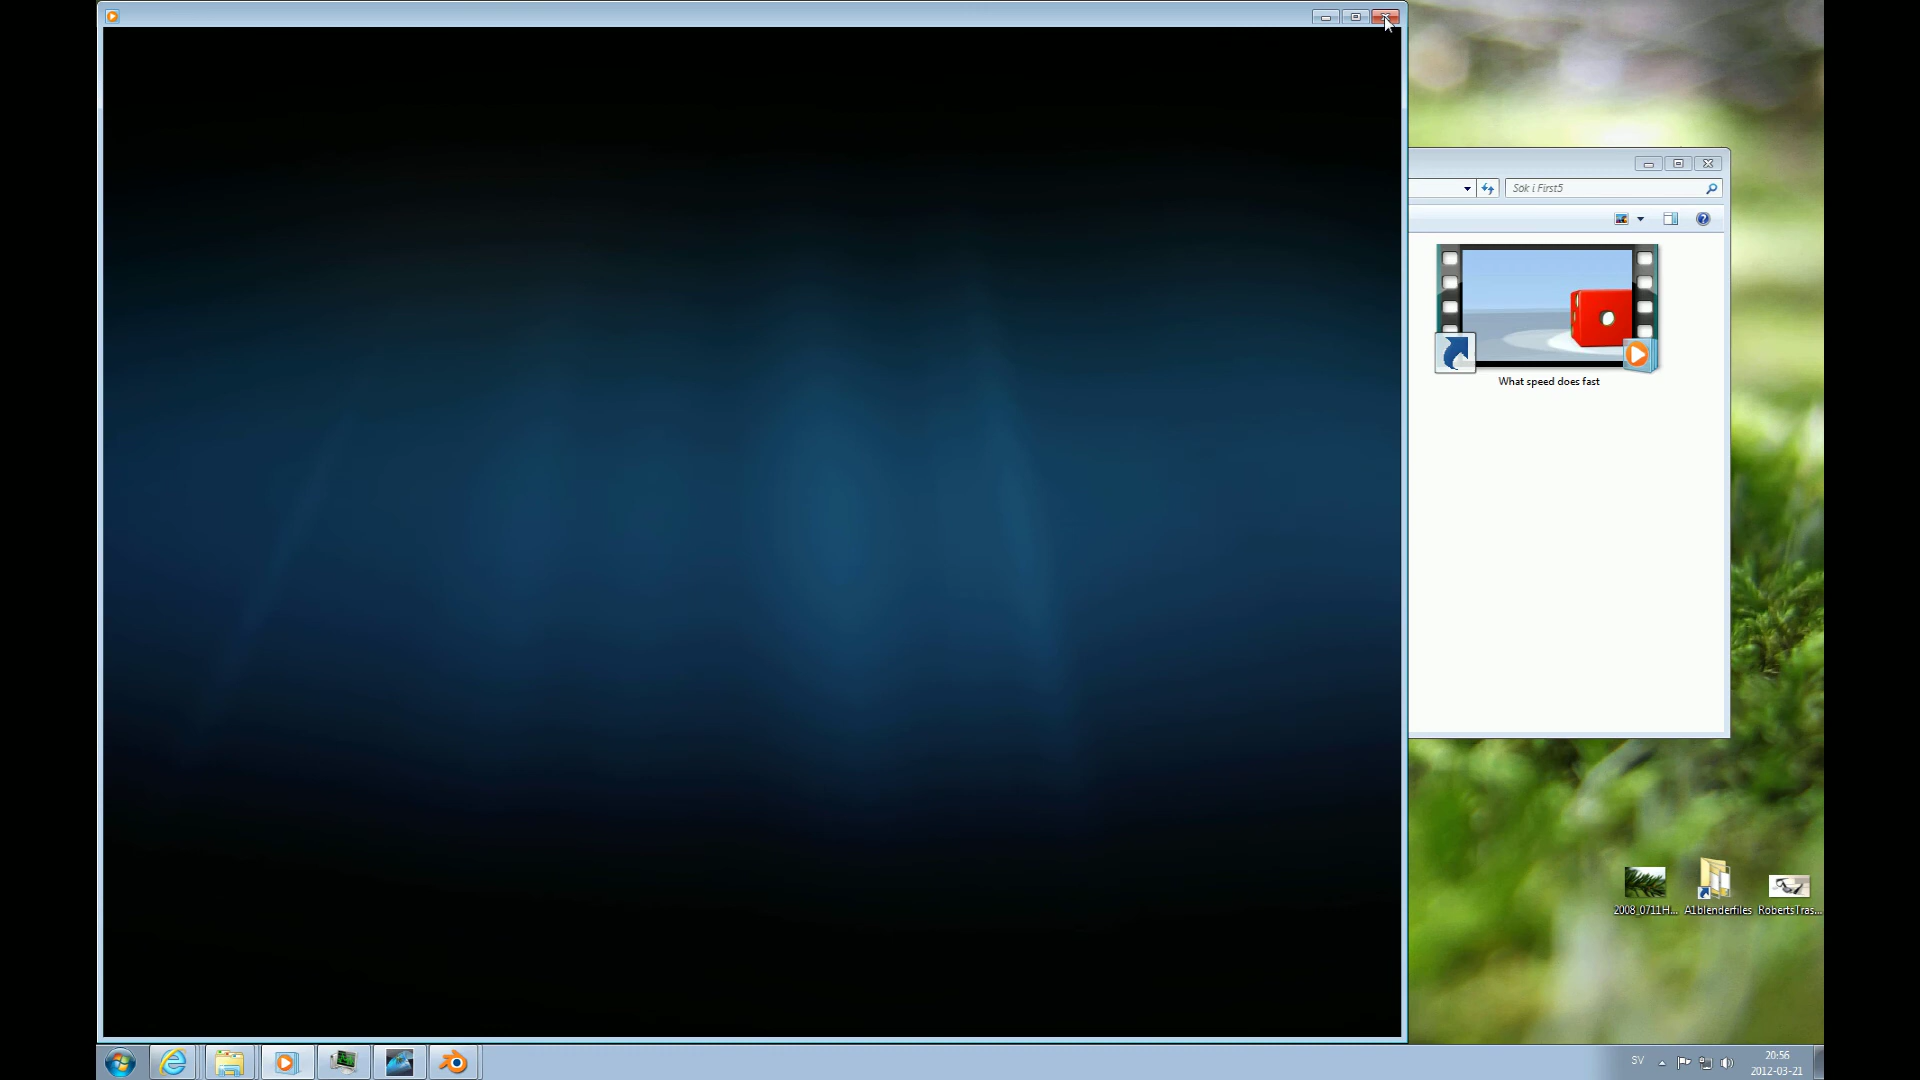 Sök i First5
What speed does fast
2008_0711H...
A1blenderfiles
RobertsTras...
SV
20:56
2012-03-21